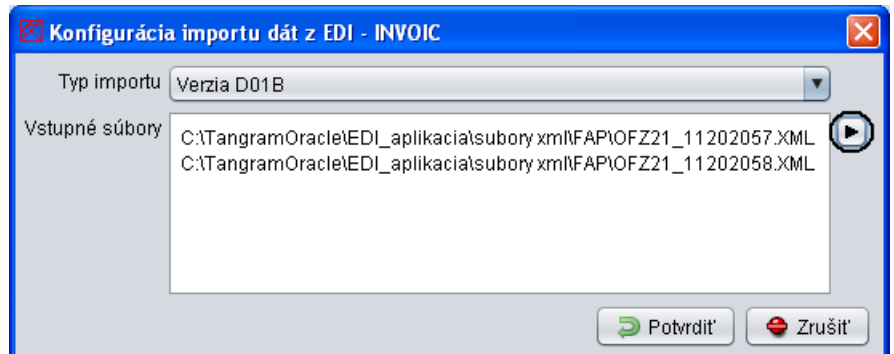 Konfigurácia importu dát z EDI - INVOIC
Typ importu Verzia D01B
Vstupné súbory
C:\TangramOracle\EDI_aplikacia\subory xml\FAP\OFZ21_11202057.XML
C:\TangramOracle\EDI_aplikacia\subory xml\FAP\OFZ21_11202058.XML
Potvrdiť Zrušiť